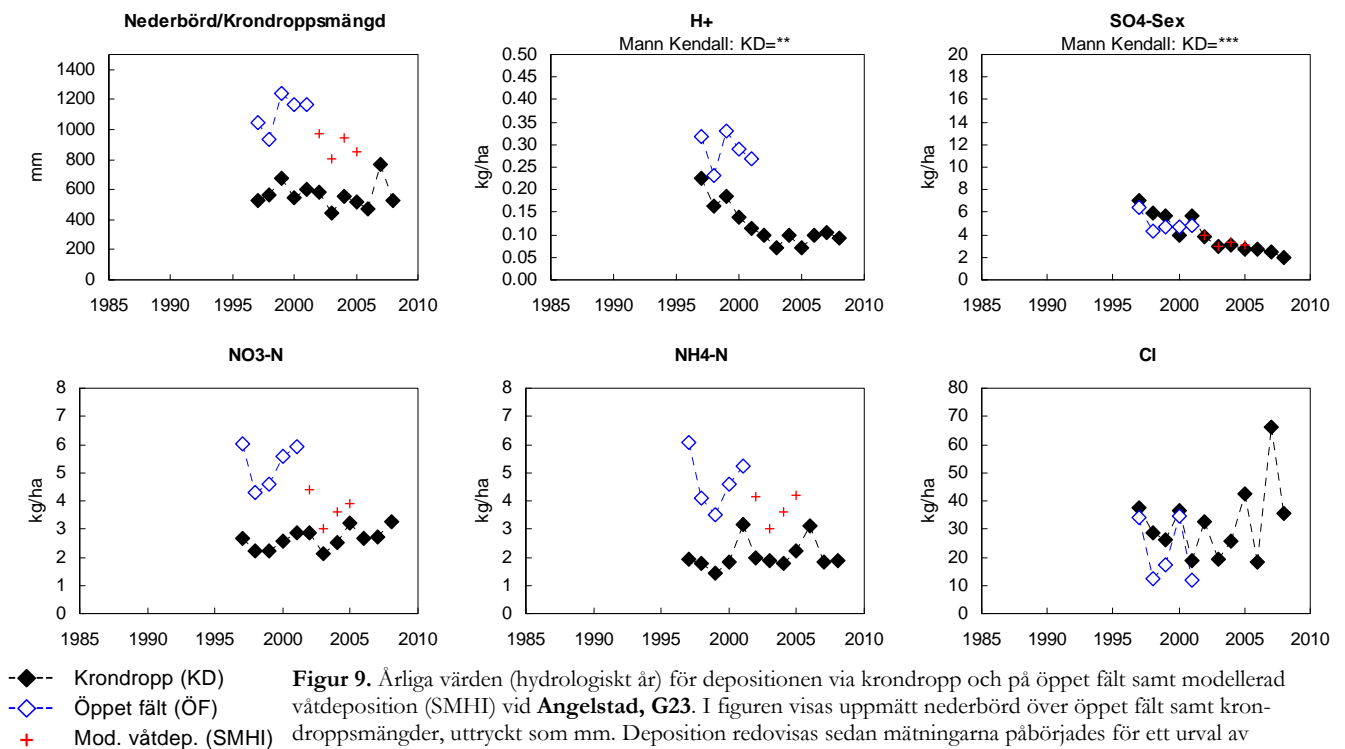 Nederbörd/Krondroppsmängd
mm
1400
1200
1000
800
600
400
200
0
1985 1990 1995 2000 2005 2010
H+
Mann Kendall: KD=**
kg/ha
0.50
0.45
0.40
0.35
0.30
0.25
0.20
0.15
0.10
0.05
0.00
1985 1990 1995 2000 2005 2010
SO4-Sex
Mann Kendall: KD=***
kg/ha
20
18
16
14
12
10
8
6
4
2
0
1985 1990 1995 2000 2005 2010
NO3-N
kg/ha
8
7
6
5
4
3
2
1
0
1985 1990 1995 2000 2005 2010
NH4-N
kg/ha
8
7
6
5
4
3
2
1
0
1985 1990 1995 2000 2005 2010
Cl
kg/ha
80
70
60
50
40
30
20
10
0
1985 1990 1995 2000 2005 2010
Krondropp (KD)
Öppet fält (ÖF)
Mod. våtdep. (SMHI)
Figur 9. Årliga värden (hydrologiskt år) för depositionen via krondropp och på öppet fält samt modellerad
våtdeposition (SMHI) vid Angelstad, G23. I figuren visas uppmätt nederbörd över öppet fält samt kron-
droppsmängder, uttryckt som mm. Deposition redovisas sedan mätningarna påbörjades för ett urval av